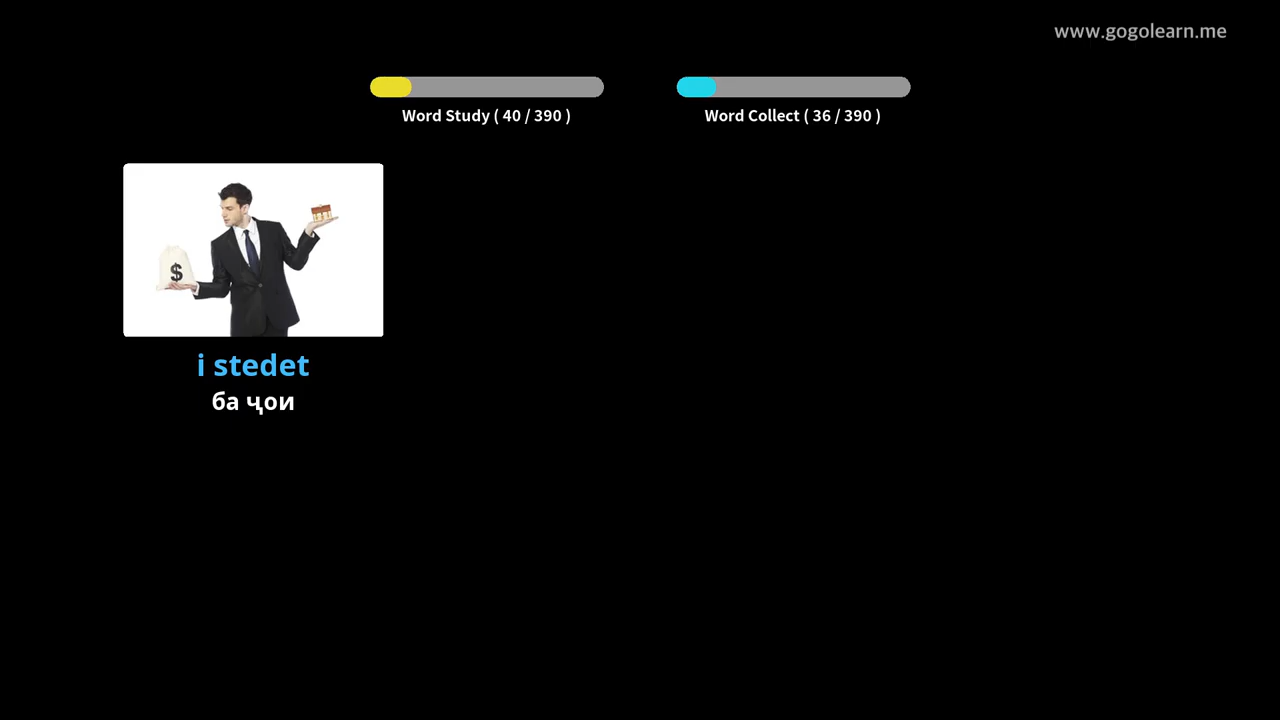 www.gogolearn.me
Word Study ( 40 / 390 )
Word Collect ( 36 / 390 )
$
i stedet
ба ҷои